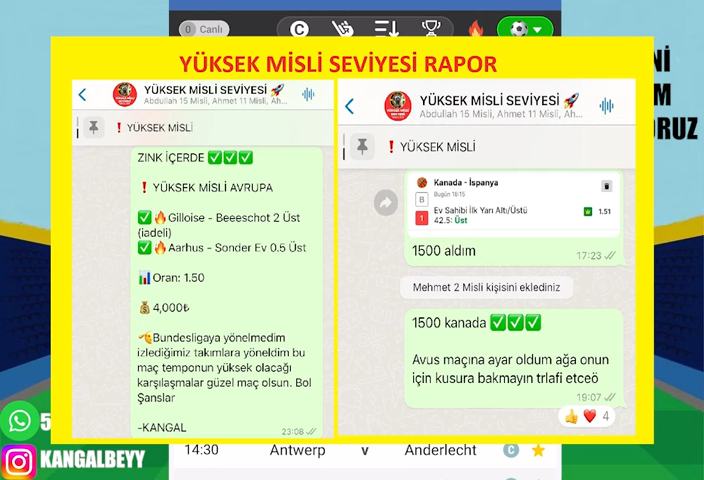 0 Canlı
Nİ
M
ORUZ
YÜKSEK MİSLİ SEVİYESİ RAPOR
YÜKSEK MİSLİ SEVİYESİ 🚀
Abdullah 15 Misli, Ahmet 11 Misli, Ah...
❗ YÜKSEK MİSLİ
ZINK İÇERDE ✅✅✅
❗ YÜKSEK MİSLİ AVRUPA
✅🔥Gilloise - Beeeschot 2 Üst
(iadeli)
✅🔥Aarhus - Sonder Ev 0.5 Üst
📊Oran: 1.50
💰4,000₺
Bundesligaya yönelmedim
izlediğimiz takımlara yöneldim bu
maç temponun yüksek olacağı
karşılaşmalar güzel maç olsun. Bol
Şanslar
-KANGAL
23:08
YÜKSEK MİSLİ SEVİYESİ 🚀
Abdullah 15 Misli, Ahmet 11 Misli, Ah...
❗ YÜKSEK MİSLİ
Kanada - İspanya
Bugün 16:15
B
1
Ev Sahibi İlk Yarı Altı/Üstü
42.5: Üst
1.51
1500 aldım
17:23
Mehmet 2 Misli kişisini eklediniz
1500 kanada ✅✅✅
Avus maçına ayar oldum ağa onun
için kusura bakmayın trlafi etceö
19:07
👍❤️ 4
5
KANGALBEYY
14:30 Antwerp v Anderlecht C